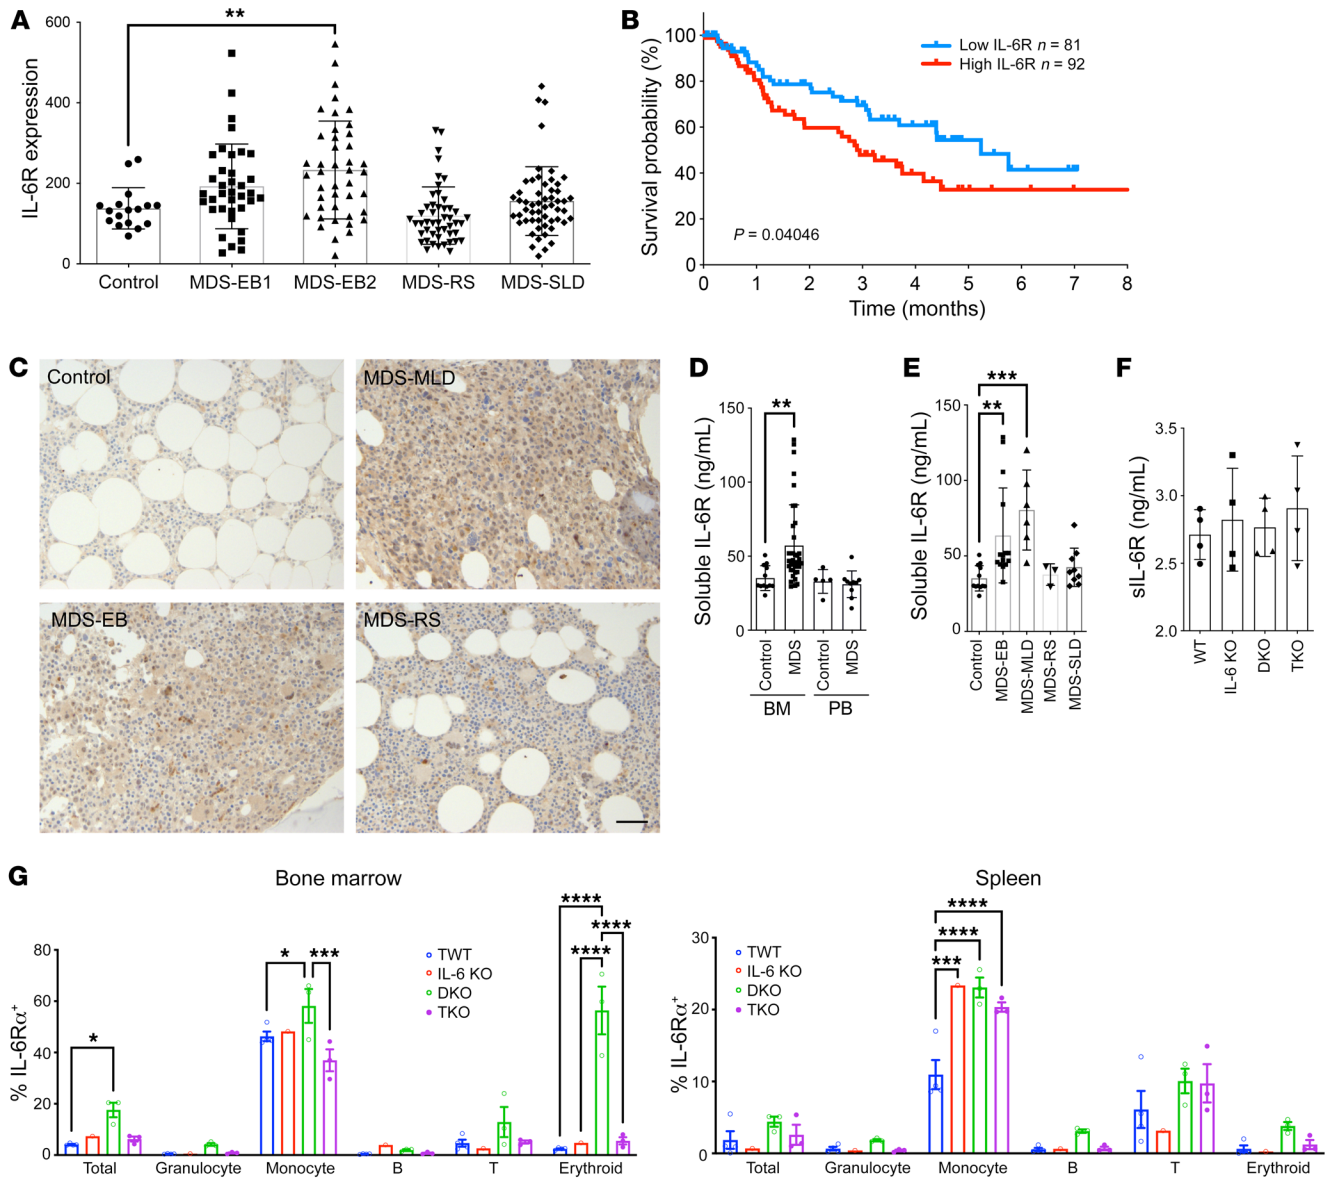 A
IL-6R expression
600
400
200
0
**
Control
MDS-EB1
MDS-EB2
MDS-RS
MDS-SLD
B
Survival probability (%)
100
80
60
40
20
0
Low IL-6R n = 81
High IL-6R n = 92
P = 0.04046
0 1 2 3 4 5 6 7 8
Time (months)
C
Control
MDS-MLD
MDS-EB
MDS-RS
D
Soluble IL-6R (ng/mL)
150
100
50
0
**
Control
MDS
Control
MDS
BM
PB
E
Soluble IL-6R (ng/mL)
150
100
50
0
***
**
Control
MDS-EB
MDS-MLD
MDS-RS
MDS-SLD
F
sIL-6R (ng/mL)
3.5
3.0
2.5
2.0
WT
IL-6 KO
DKO
TKO
G
Bone marrow
% IL-6Rα+
80
60
40
20
0
*
* ***
****
****
****
TWT
IL-6 KO
DKO
TKO
Total
Granulocyte
Monocyte
B
T
Erythroid
Spleen
% IL-6Rα+
30
20
10
0
****
****
***
TWT
IL-6 KO
DKO
TKO
Total
Granulocyte
Monocyte
B
T
Erythroid